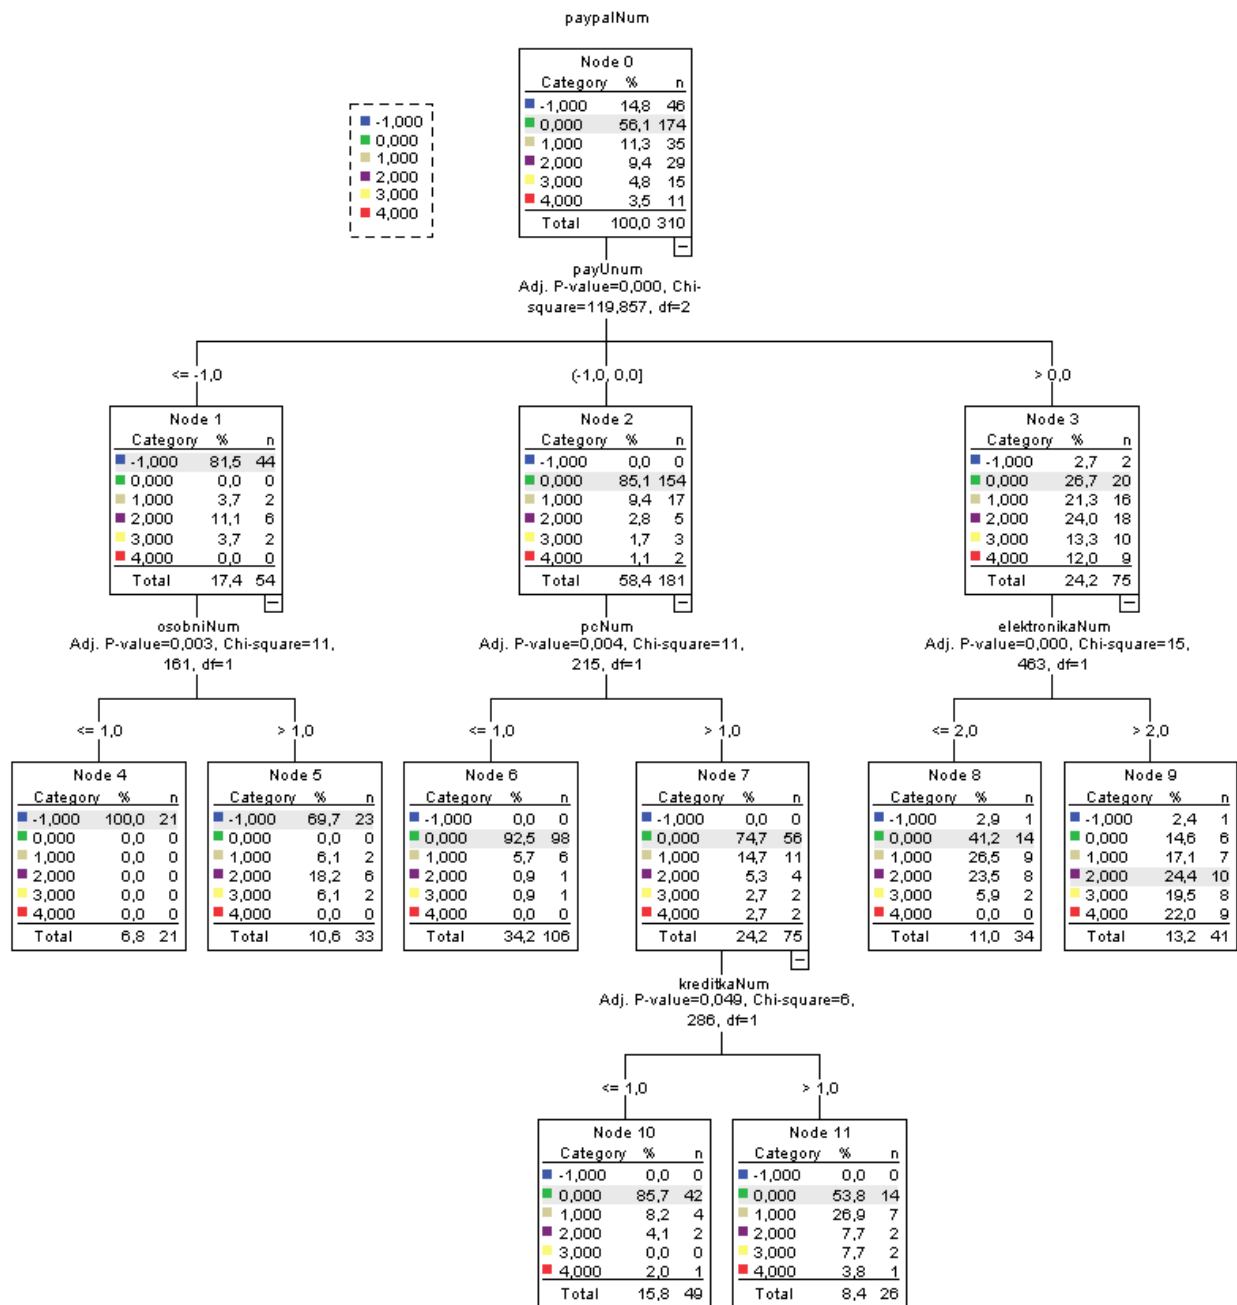 paypalNum
Node 0
Category % n
-1,000 14,8 46
0,000 56,1 174
1,000 11,3 35
2,000 9,4 29
3,000 4,8 15
4,000 3,5 11
Total 100,0 310
-1,000
0,000
1,000
2,000
3,000
4,000
payUnum
Adj. P-value=0,000, Chi-
square=119,857, df=2
<= -1,0
(-1,0, 0,0]
> 0,0
Node 1
Category % n
-1,000 81,5 44
0,000 0,0 0
1,000 3,7 2
2,000 11,1 6
3,000 3,7 2
4,000 0,0 0
Total 17,4 54
Node 2
Category % n
-1,000 0,0 0
0,000 85,1 154
1,000 9,4 17
2,000 2,8 5
3,000 1,7 3
4,000 1,1 2
Total 58,4 181
Node 3
Category % n
-1,000 2,7 2
0,000 26,7 20
1,000 21,3 16
2,000 24,0 18
3,000 13,3 10
4,000 12,0 9
Total 24,2 75
osobniNum
Adj. P-value=0,003, Chi-square=11,
161, df=1
pcNum
Adj. P-value=0,004, Chi-square=11,
215, df=1
elektronikaNum
Adj. P-value=0,000, Chi-square=15,
463, df=1
<= 1,0
> 1,0
<= 1,0
> 1,0
<= 2,0
> 2,0
Node 4
Category % n
-1,000 100,0 21
0,000 0,0 0
1,000 0,0 0
2,000 0,0 0
3,000 0,0 0
4,000 0,0 0
Total 6,8 21
Node 5
Category % n
-1,000 69,7 23
0,000 0,0 0
1,000 6,1 2
2,000 18,2 6
3,000 6,1 2
4,000 0,0 0
Total 10,6 33
Node 6
Category % n
-1,000 0,0 0
0,000 92,5 98
1,000 5,7 6
2,000 0,9 1
3,000 0,9 1
4,000 0,0 0
Total 34,2 106
Node 7
Category % n
-1,000 0,0 0
0,000 74,7 56
1,000 14,7 11
2,000 5,3 4
3,000 2,7 2
4,000 2,7 2
Total 24,2 75
Node 8
Category % n
-1,000 2,9 1
0,000 41,2 14
1,000 26,5 9
2,000 23,5 8
3,000 5,9 2
4,000 0,0 0
Total 11,0 34
Node 9
Category % n
-1,000 2,4 1
0,000 14,6 6
1,000 17,1 7
2,000 24,4 10
3,000 19,5 8
4,000 22,0 9
Total 13,2 41
kreditkaNum
Adj. P-value=0,049, Chi-square=6,
286, df=1
<= 1,0
> 1,0
Node 10
Category % n
-1,000 0,0 0
0,000 85,7 42
1,000 8,2 4
2,000 4,1 2
3,000 0,0 0
4,000 2,0 1
Total 15,8 49
Node 11
Category % n
-1,000 0,0 0
0,000 53,8 14
1,000 26,9 7
2,000 7,7 2
3,000 7,7 2
4,000 3,8 1
Total 8,4 26